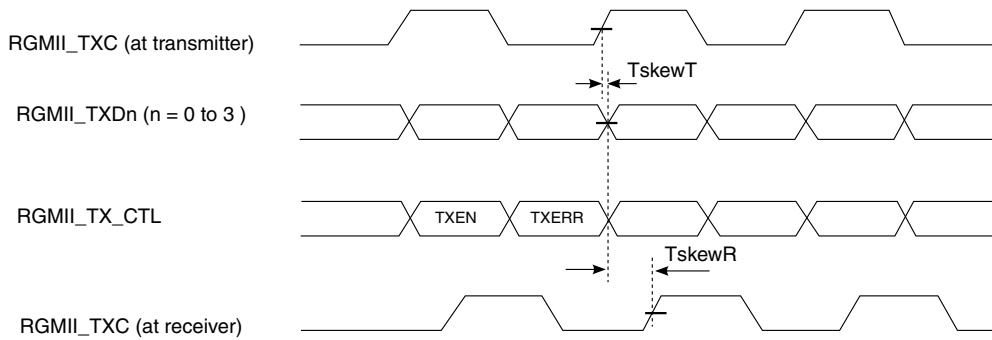 RGMII_TXC (at transmitter)
TskewT
RGMII_TXDn (n = 0 to 3 )
RGMII_TX_CTL
TXEN
TXERR
TskewR
RGMII_TXC (at receiver)